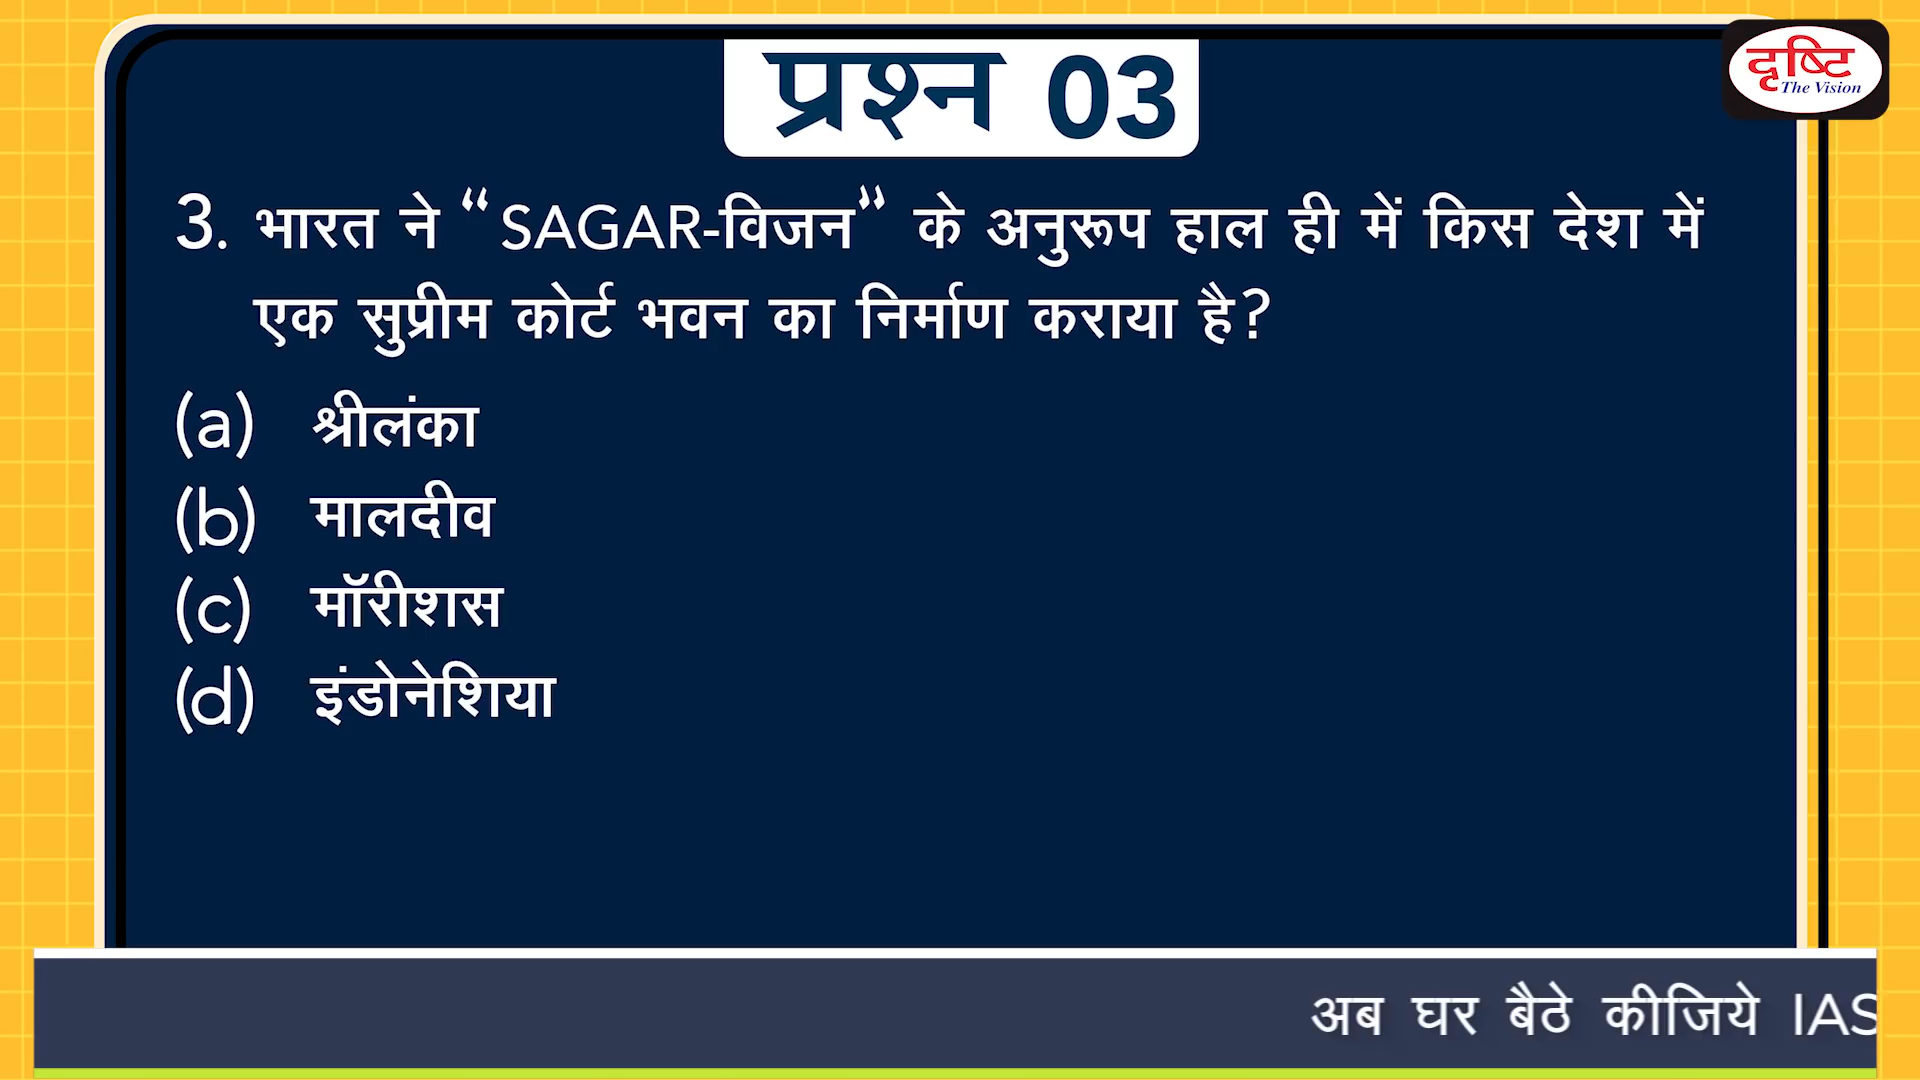 प्रश्न 03
दृष्टि
The Vision
3. भारत ने “SAGAR-विजन” के अनुरूप हाल ही में किस देश में
एक सुप्रीम कोर्ट भवन का निर्माण कराया है?
(a) श्रीलंका
(b) मालदीव
(c) मॉरीशस
(d) इंडोनेशिया
अब घर बैठे कीजिये IAS